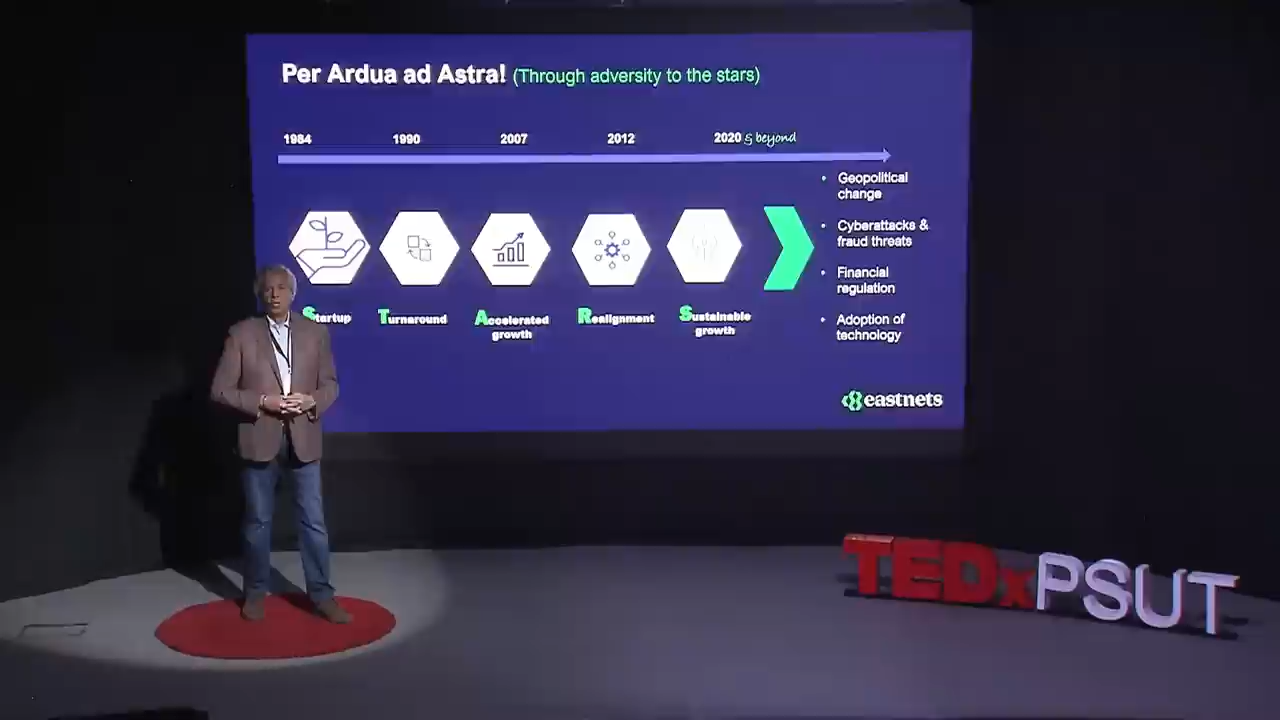 Per Ardua ad Astra! (Through adversity to the stars)
1984 1990 2007 2012 2020 & beyond
Startup
Turnaround
Accelerated
growth
Realignment
Sustainable
growth
• Geopolitical
change
• Cyberattacks &
fraud threats
• Financial
regulation
• Adoption of
technology
eastnets
TEDxPSUT